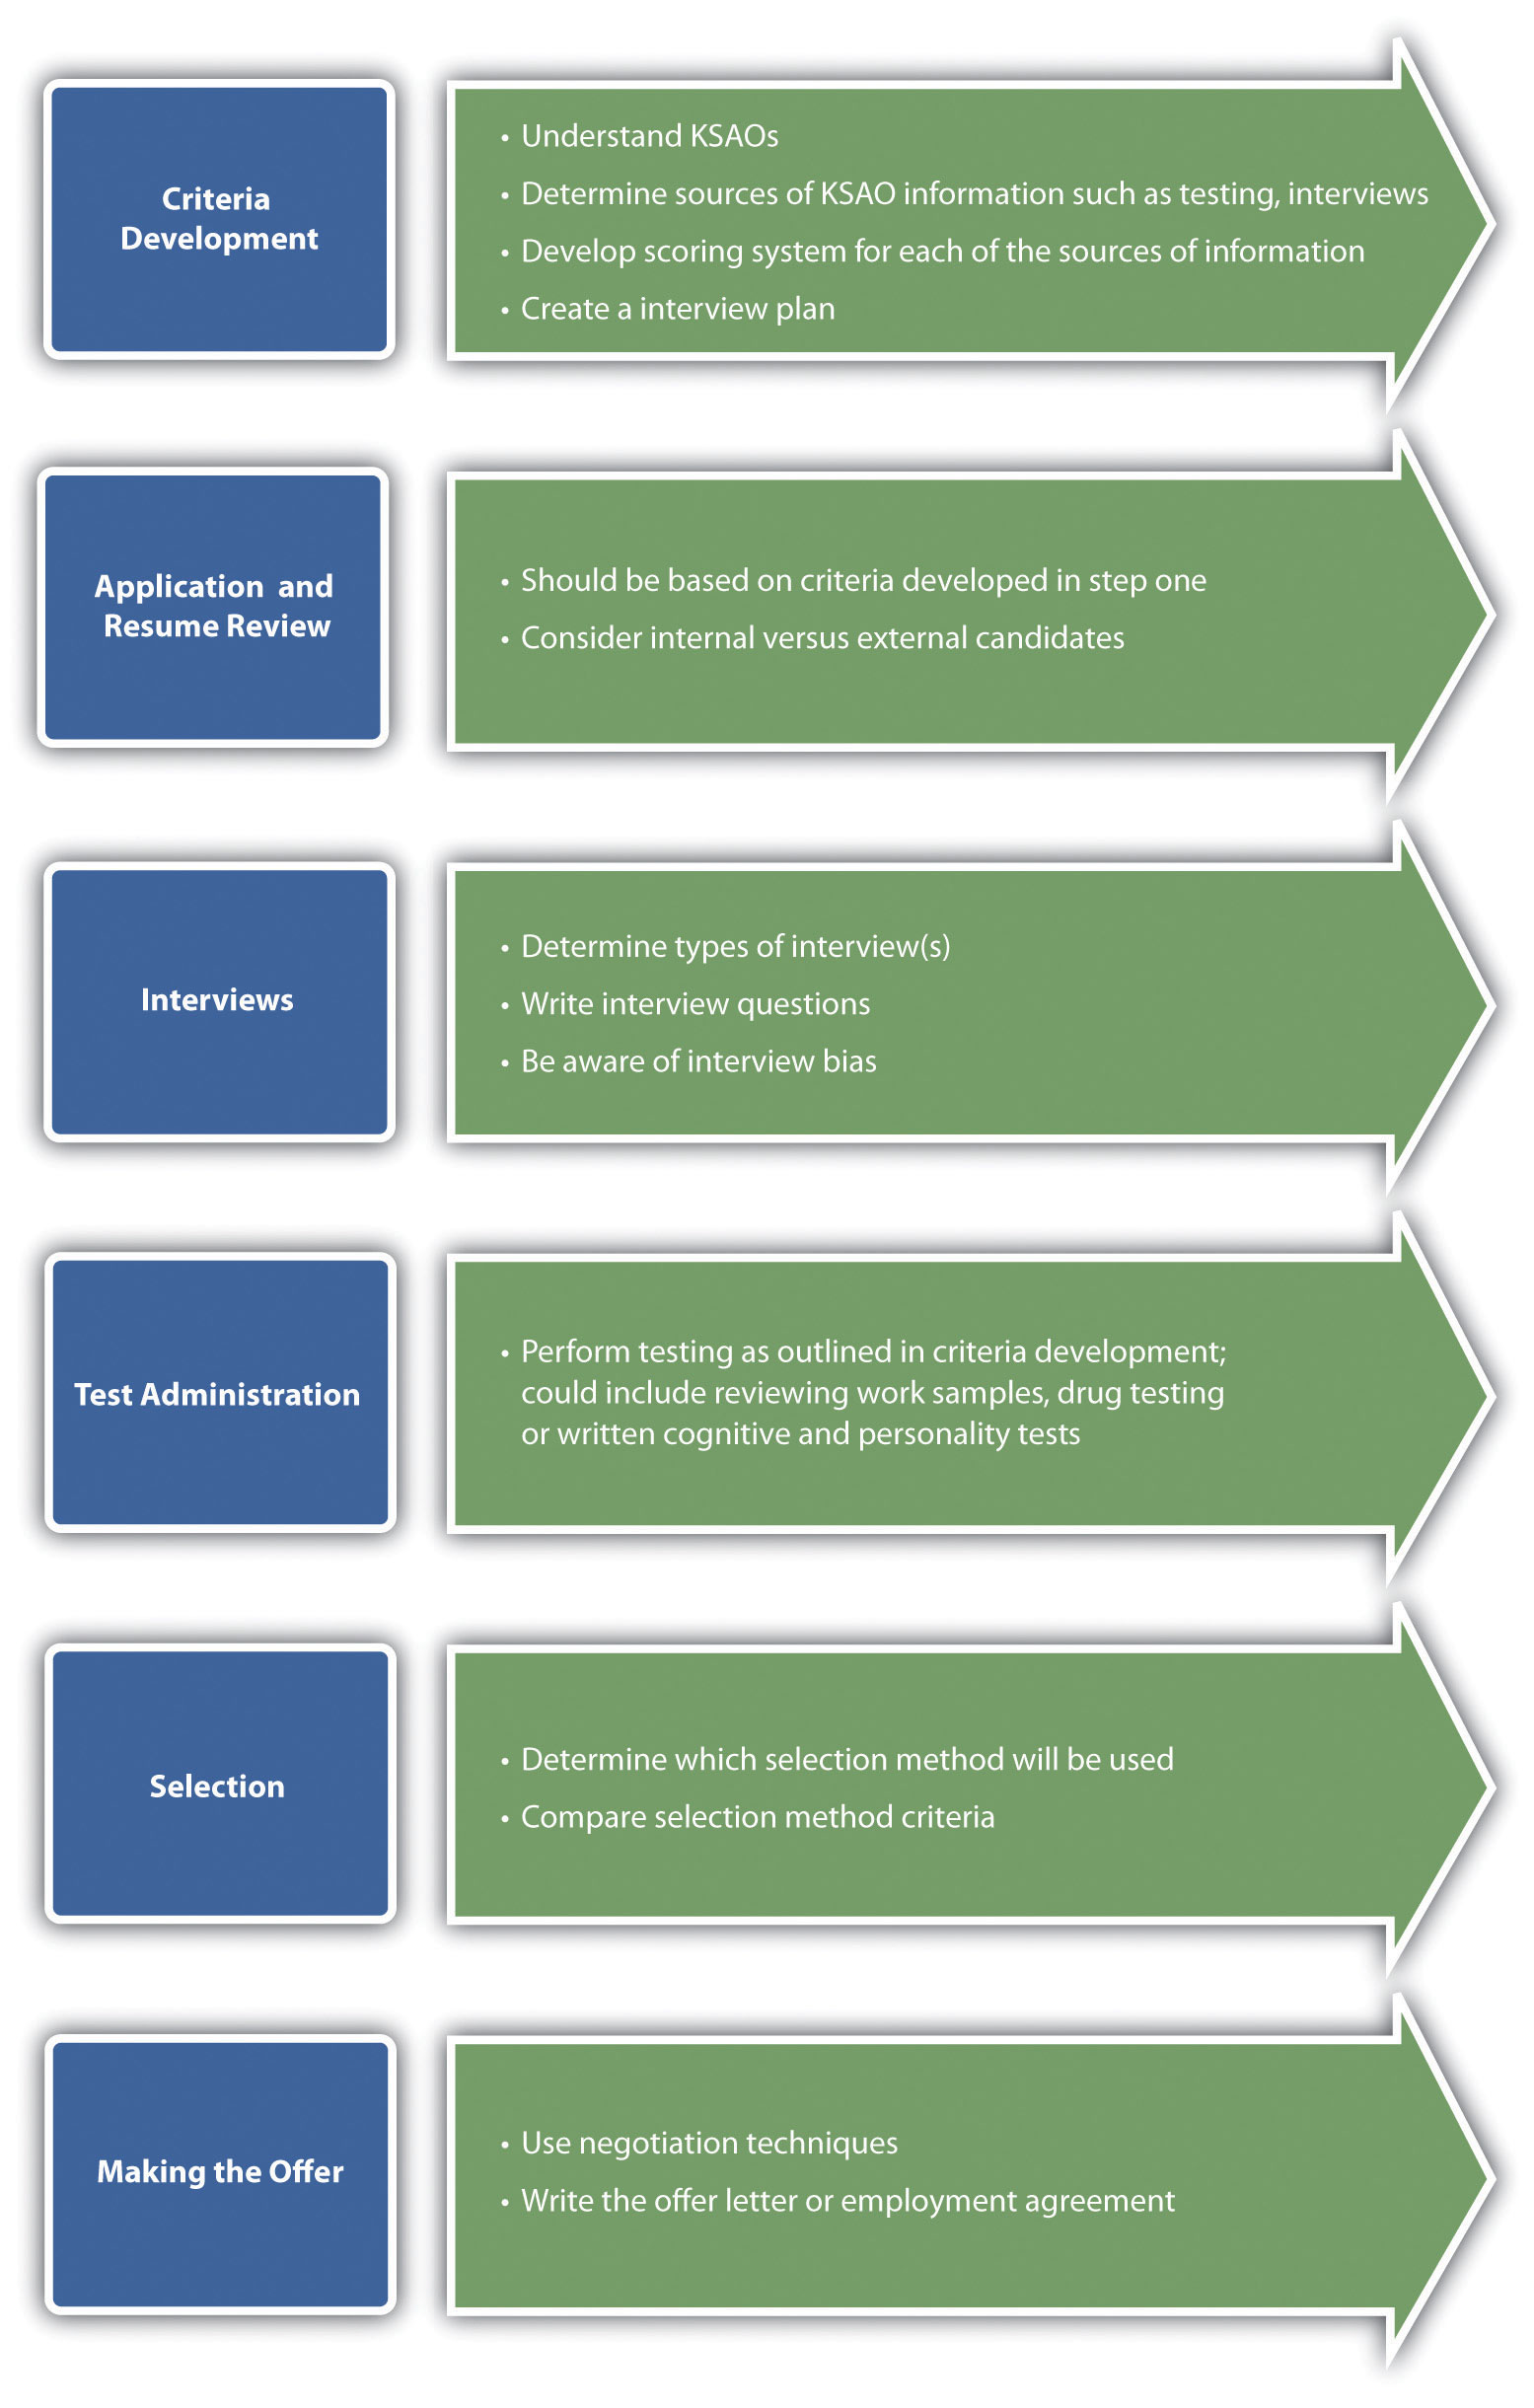 Criteria
Development
• Understand KSAOs
• Determine sources of KSAO information such as testing, interviews
• Develop scoring system for each of the sources of information
• Create a interview plan
Application and
Resume Review
• Should be based on criteria developed in step one
• Consider internal versus external candidates
Interviews
• Determine types of interview(s)
• Write interview questions
• Be aware of interview bias
Test Administration
• Perform testing as outlined in criteria development;
could include reviewing work samples, drug testing
or written cognitive and personality tests
Selection
• Determine which selection method will be used
• Compare selection method criteria
Making the Offer
• Use negotiation techniques
• Write the offer letter or employment agreement